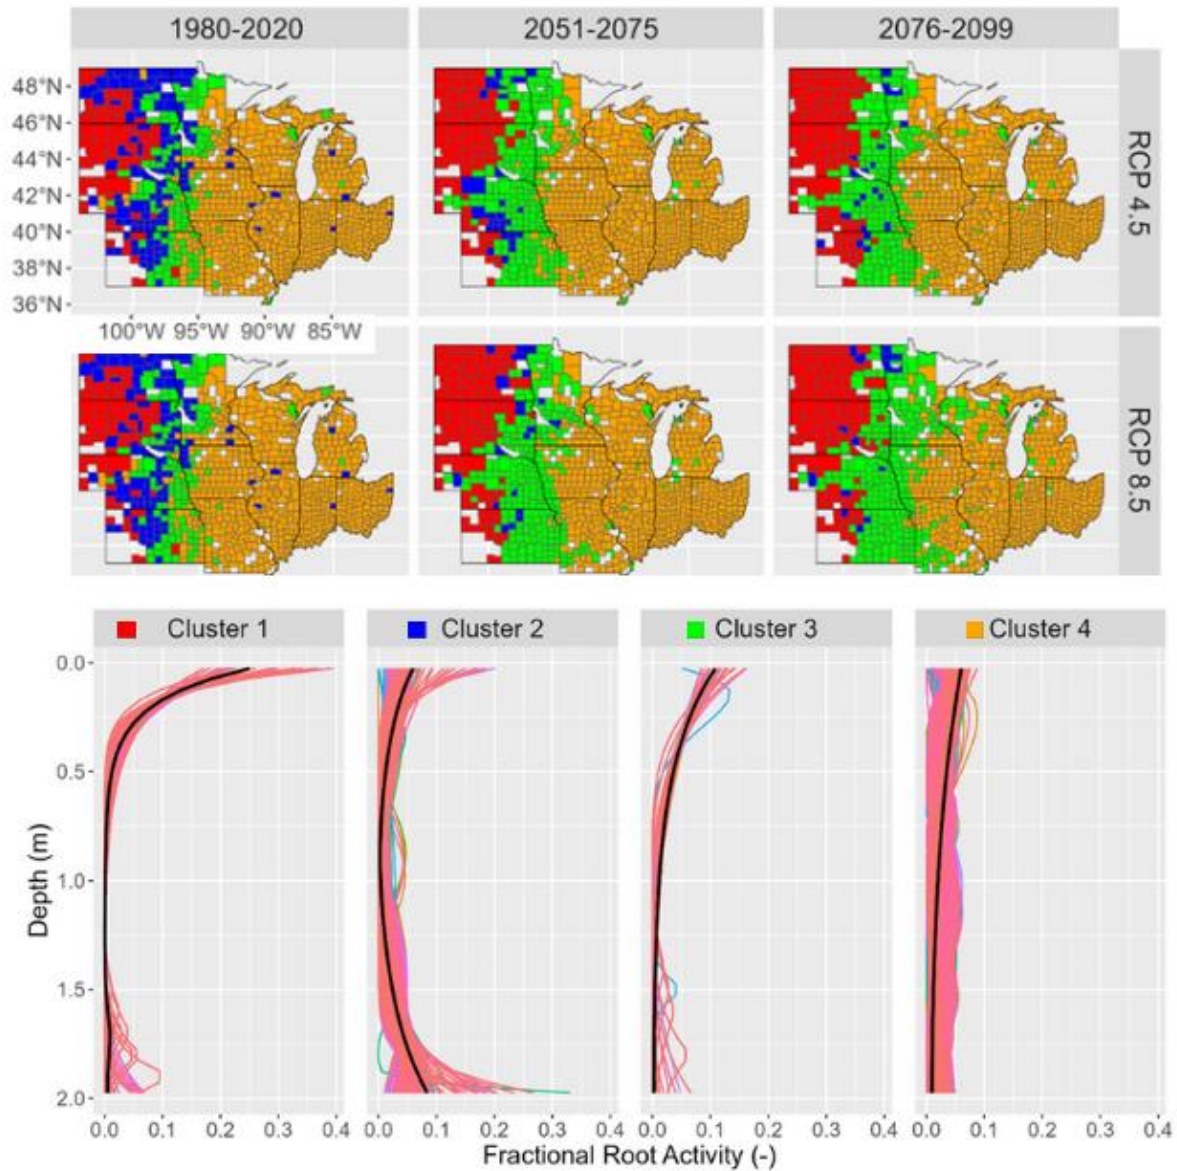 1980-2020 2051-2075 2076-2099
48°N
46°N
44°N
42°N
40°N
38°N
36°N
RCP 4.5
100°W 95°W 90°W 85°W
RCP 8.5
Cluster 1 Cluster 2 Cluster 3 Cluster 4
0.0
0.5
1.0
1.5
2.0
Depth (m)
0.0 0.1 0.2 0.3 0.4 0.0 0.1 0.2 0.3 0.4 0.0 0.1 0.2 0.3 0.4 0.0 0.1 0.2 0.3 0.4
Fractional Root Activity (-)